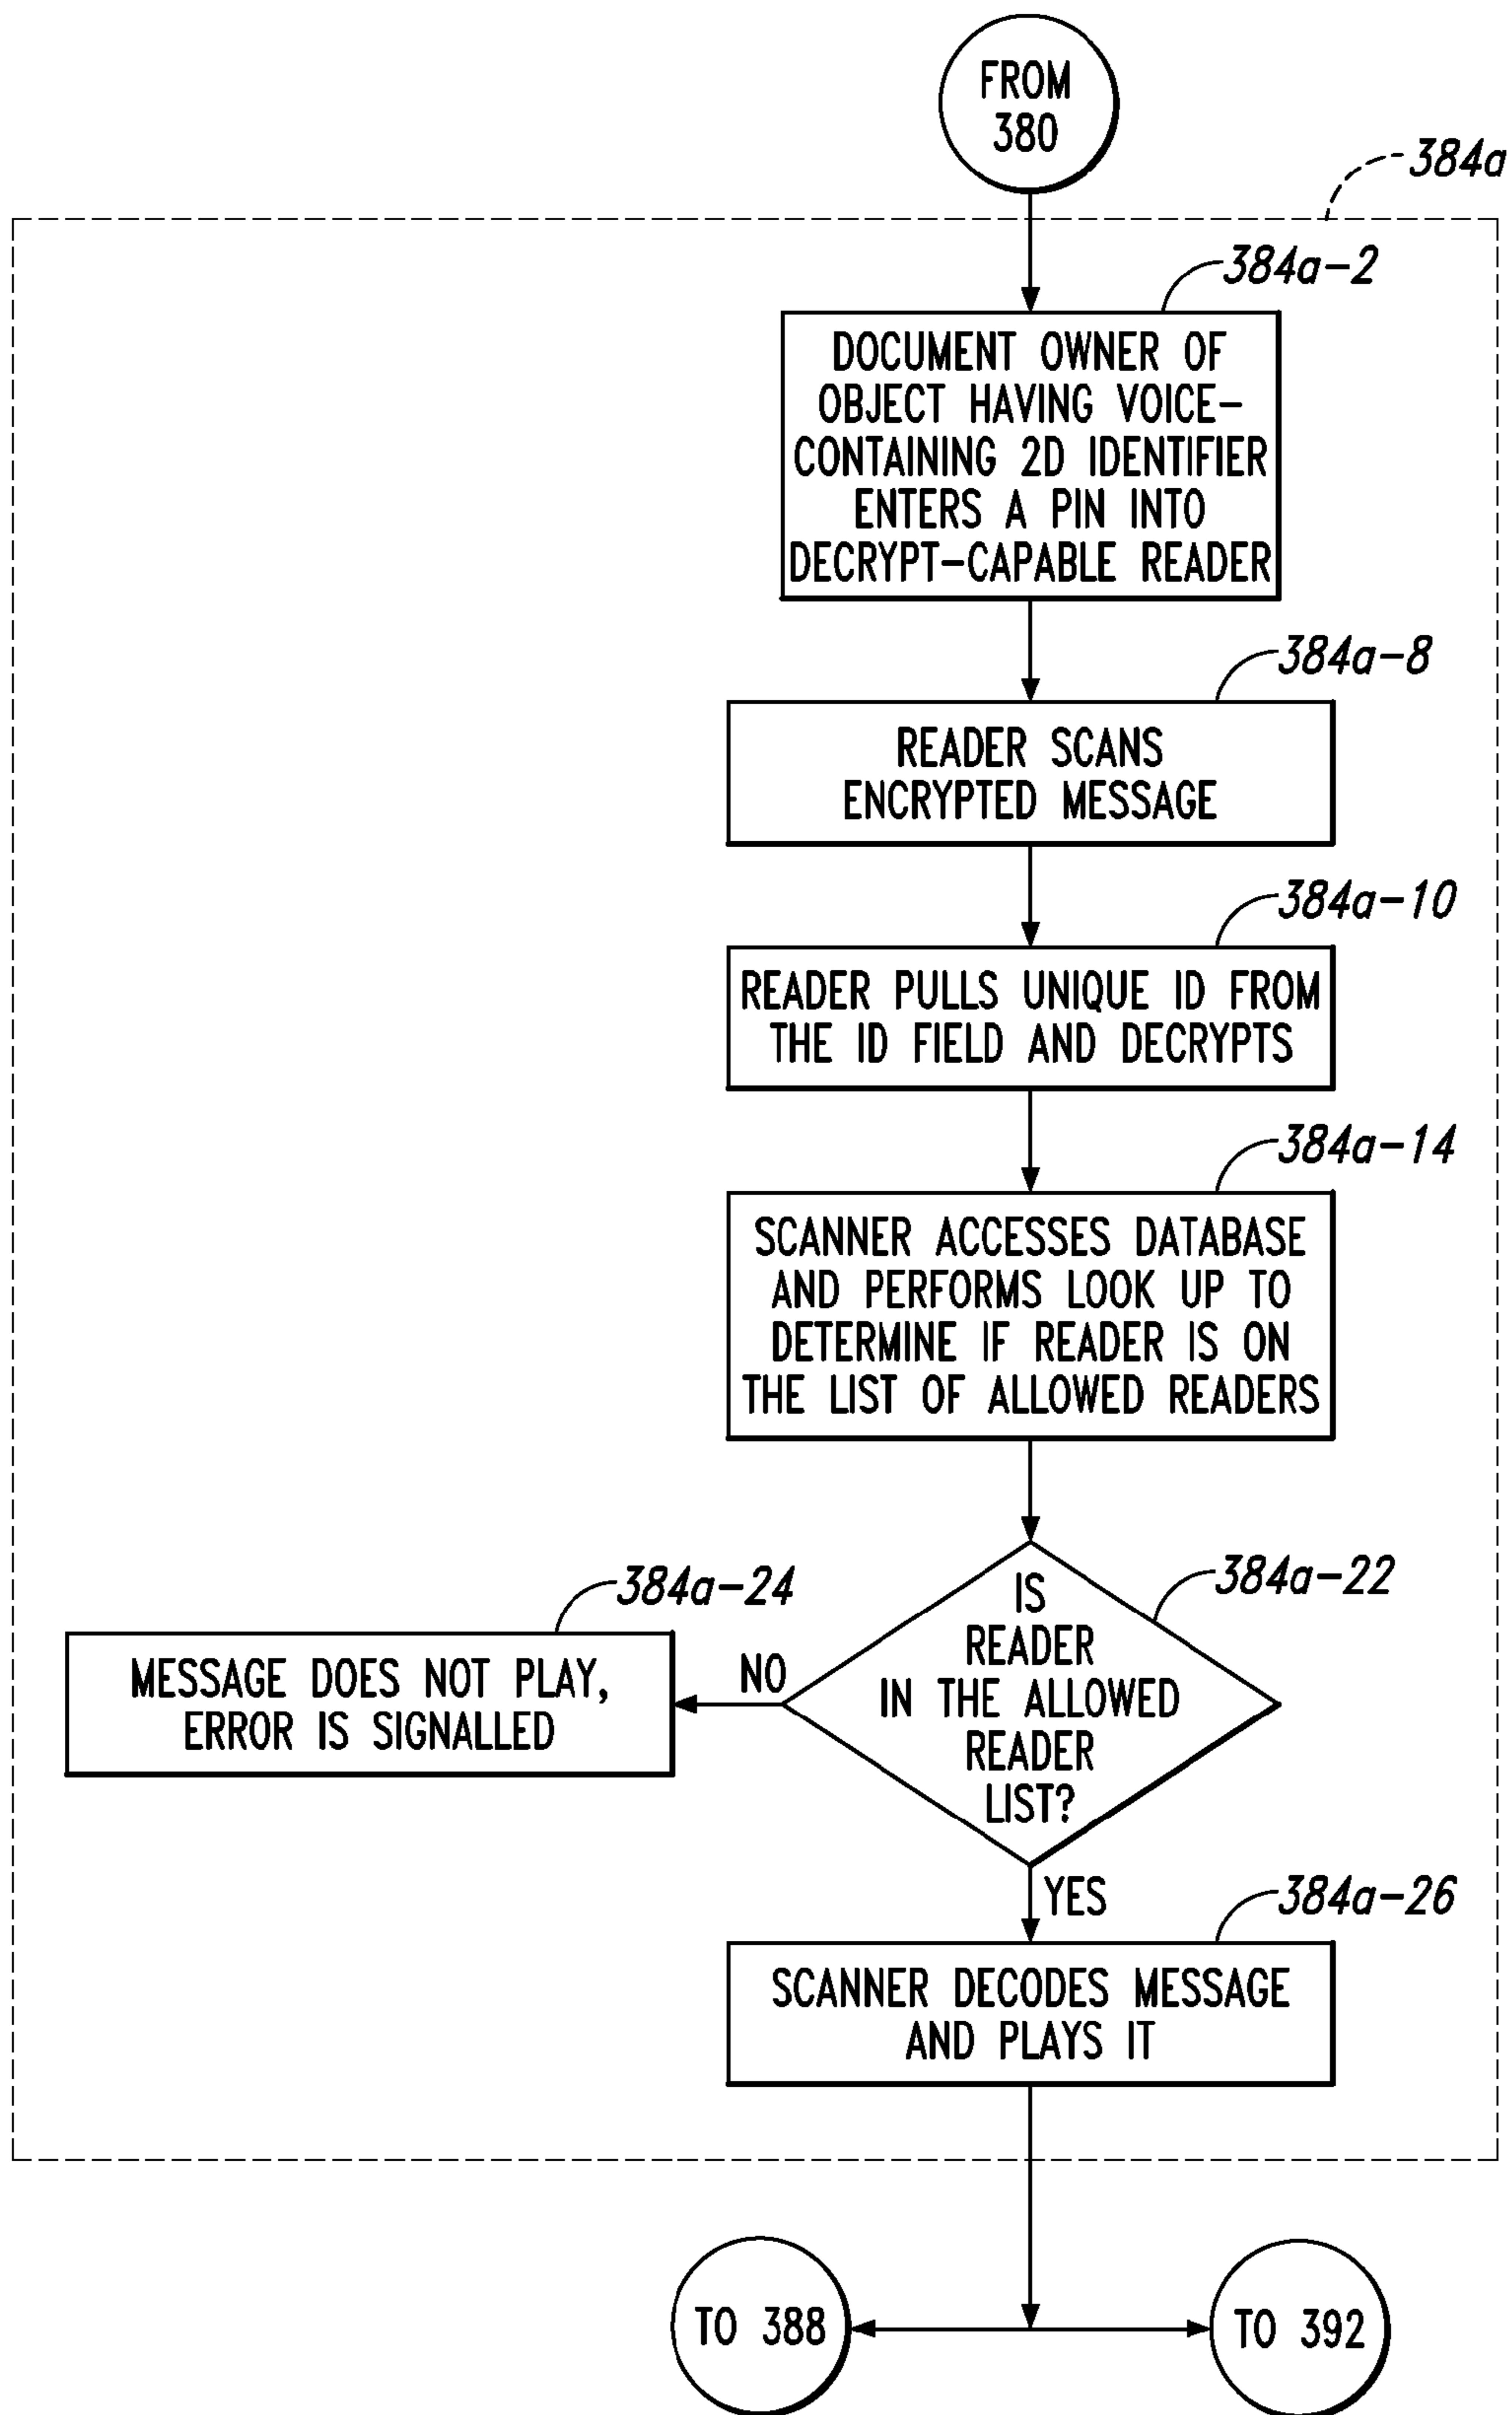 FROM
380
384a
384a-2
DOCUMENT OWNER OF
OBJECT HAVING VOICE-
CONTAINING 2D IDENTIFIER
ENTERS A PIN INTO
DECRYPT-CAPABLE READER
384a-8
READER SCANS
ENCRYPTED MESSAGE
384a-10
READER PULLS UNIQUE ID FROM
THE ID FIELD AND DECRYPTS
384a-14
SCANNER ACCESSES DATABASE
AND PERFORMS LOOK UP TO
DETERMINE IF READER IS ON
THE LIST OF ALLOWED READERS
384a-22
IS
READER
IN THE ALLOWED
READER
LIST?
NO
384a-24
MESSAGE DOES NOT PLAY,
ERROR IS SIGNALLED
YES
384a-26
SCANNER DECODES MESSAGE
AND PLAYS IT
TO 388
TO 392